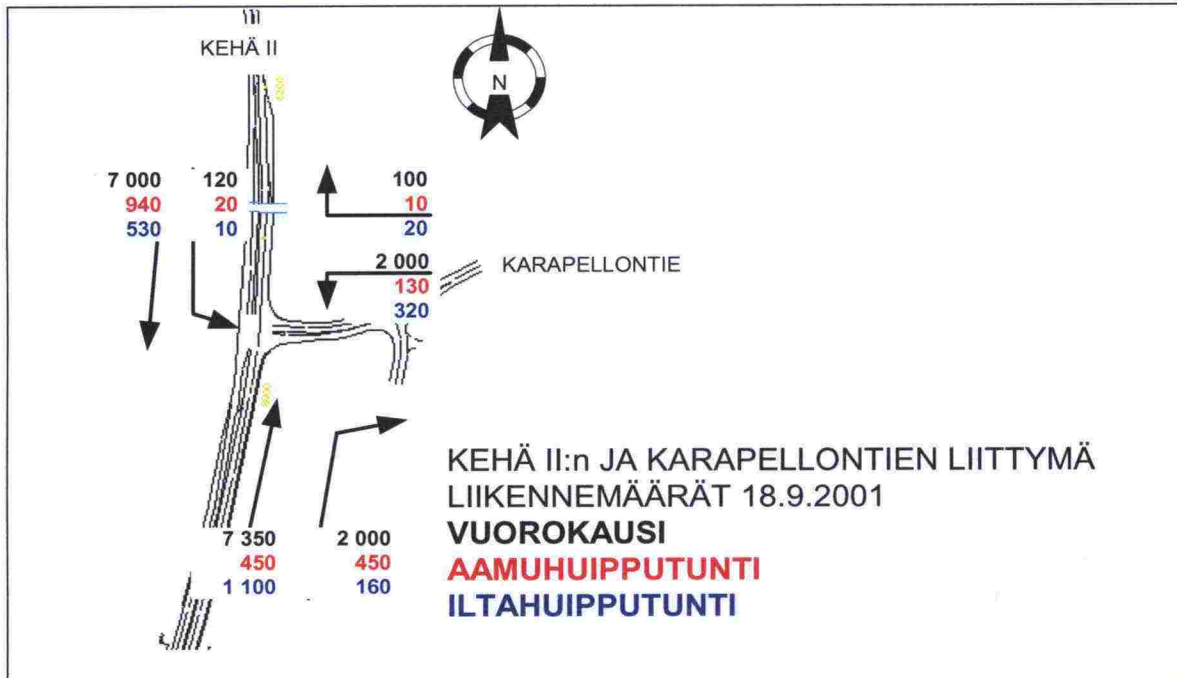 KEHÄ II
N
7 000 120 100
940 20 10
530 10 20
2 000
130
320
KARAPELLONTIE
7 350 2 000
450 450
1 100 160
KEHÄ II:n JA KARAPELLONTIEN LIITTYMÄ
LIIKENNEMÄÄRÄT 18.9.2001
VUOROKAUSI
AAMUHUIPPUTUNTI
ILTAHUIPPUTUNTI